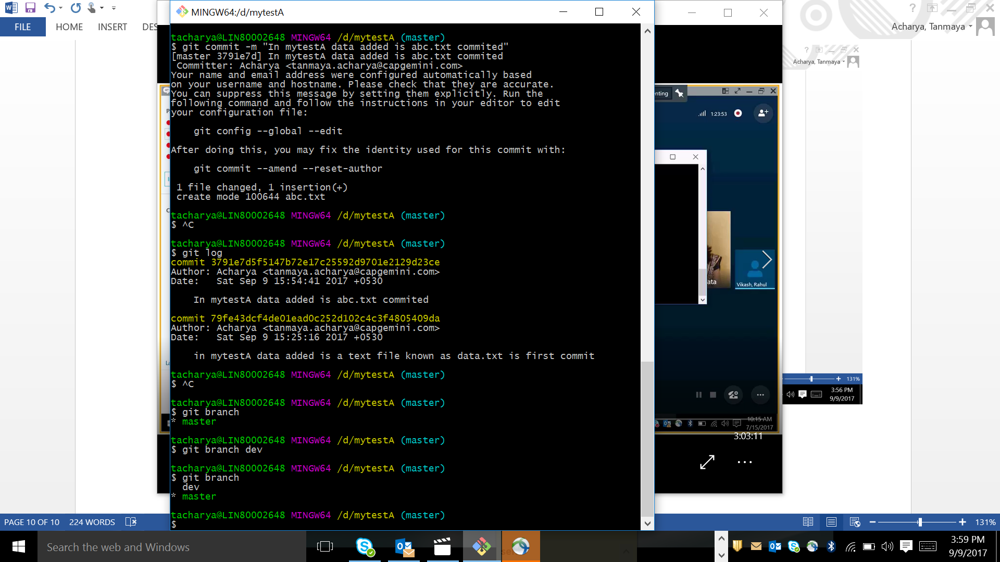 MINGW64:/d/mytestA
FILE HOME INSERT DES
Acharya, Tanmaya
tacharya@LIN80002648 MINGW64 /d/mytestA (master)
$ git commit -m "In mytestA data added is abc.txt commited"
[master 3791e7d] In mytestA data added is abc.txt commited
Committer: Acharya <tanmaya.acharya@capgemini.com>
Your name and email address were configured automatically based
on your username and hostname. Please check that they are accurate.
You can suppress this message by setting them explicitly. Run the
following command and follow the instructions in your editor to edit
your configuration file:
git config --global --edit
After doing this, you may fix the identity used for this commit with:
git commit --amend --reset-author
1 file changed, 1 insertion(+)
create mode 100644 abc.txt
tacharya@LIN80002648 MINGW64 /d/mytestA (master)
$ ^C
tacharya@LIN80002648 MINGW64 /d/mytestA (master)
$ git log
commit 3791e7d5f5147b72e17c25592d9701e2129d23ce
Author: Acharya <tanmaya.acharya@capgemini.com>
Date: Sat Sep 9 15:54:41 2017 +0530
In mytestA data added is abc.txt commited
commit 79fe43dcf4de01ead0c252d102c4c3f4805409da
Author: Acharya <tanmaya.acharya@capgemini.com>
Date: Sat Sep 9 15:25:16 2017 +0530
in mytestA data added is a text file known as data.txt is first commit
tacharya@LIN80002648 MINGW64 /d/mytestA (master)
$ ^C
tacharya@LIN80002648 MINGW64 /d/mytestA (master)
$ git branch
* master
tacharya@LIN80002648 MINGW64 /d/mytestA (master)
$ git branch dev
tacharya@LIN80002648 MINGW64 /d/mytestA (master)
$ git branch
dev
* master
tacharya@LIN80002648 MINGW64 /d/mytestA (master)
$
Acharya, Tanmaya
nting
1:23:53
ata
Vikash, Rahul
131%
3:56 PM
9/9/2017
10:15 AM
7/15/2017
3:03:11
PAGE 10 OF 10 224 WORDS
131%
Search the web and Windows
3:59 PM
9/9/2017